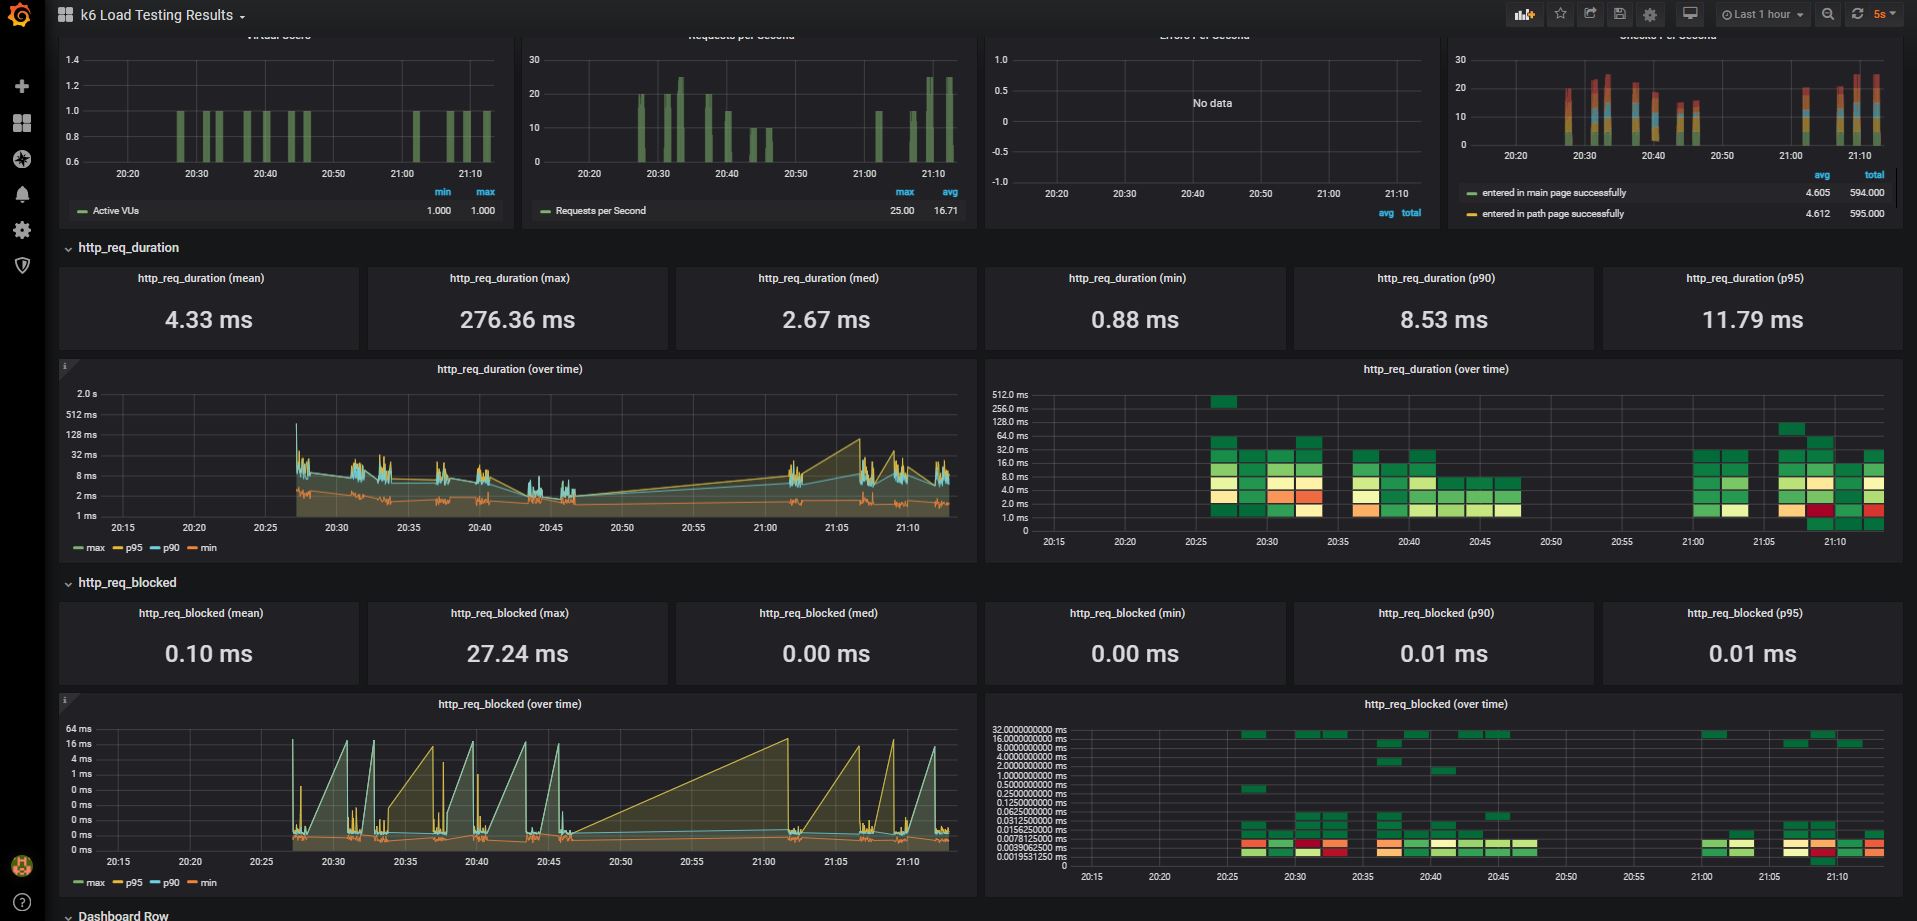 k6 Load Testing Results
Last 1 hour
5s
Virtual Users
1.4
1.2
1.0
0.8
0.6
20:20 20:30 20:40 20:50 21:00 21:10
min max
Active VUs 1.000 1.000
Requests per Second
30
20
10
0
20:20 20:30 20:40 20:50 21:00 21:10
max avg
Requests per Second 25.00 16.71
Errors Per Second
1.0
0.5
0
-0.5
-1.0
No data
20:20 20:30 20:40 20:50 21:00 21:10
avg total
Checks Per Second
30
20
10
0
20:20 20:30 20:40 20:50 21:00 21:10
avg total
entered in main page successfully 4.605 594.000
entered in path page successfully 4.612 595.000
http_req_duration
http_req_duration (mean)
4.33 ms
http_req_duration (max)
276.36 ms
http_req_duration (med)
2.67 ms
http_req_duration (min)
0.88 ms
http_req_duration (p90)
8.53 ms
http_req_duration (p95)
11.79 ms
http_req_duration (over time)
2.0 s
512 ms
128 ms
32 ms
8 ms
2 ms
1 ms
20:15 20:20 20:25 20:30 20:35 20:40 20:45 20:50 20:55 21:00 21:05 21:10
max p95 p90 min
http_req_duration (over time)
512.0 ms
256.0 ms
128.0 ms
64.0 ms
32.0 ms
16.0 ms
8.0 ms
4.0 ms
2.0 ms
1.0 ms
0
20:15 20:20 20:25 20:30 20:35 20:40 20:45 20:50 20:55 21:00 21:05 21:10
http_req_blocked
http_req_blocked (mean)
0.10 ms
http_req_blocked (max)
27.24 ms
http_req_blocked (med)
0.00 ms
http_req_blocked (min)
0.00 ms
http_req_blocked (p90)
0.01 ms
http_req_blocked (p95)
0.01 ms
http_req_blocked (over time)
64 ms
16 ms
4 ms
1 ms
0 ms
0 ms
0 ms
0 ms
0 ms
20:15 20:20 20:25 20:30 20:35 20:40 20:45 20:50 20:55 21:00 21:05 21:10
max p95 p90 min
http_req_blocked (over time)
32.0000000000 ms
16.0000000000 ms
8.0000000000 ms
4.0000000000 ms
2.0000000000 ms
1.0000000000 ms
0.5000000000 ms
0.2500000000 ms
0.1250000000 ms
0.0625000000 ms
0.0312500000 ms
0.0156250000 ms
0.0078125000 ms
0.0039062500 ms
0.0019531250 ms
0
20:15 20:20 20:25 20:30 20:35 20:40 20:45 20:50 20:55 21:00 21:05 21:10
Dashboard Row